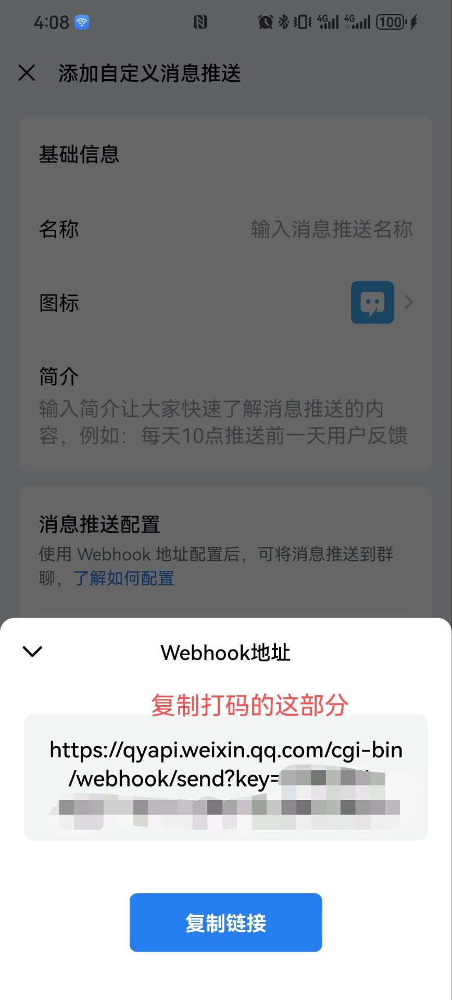 4:08
4G 4G 100
添加自定义消息推送
基础信息
名称 输入消息推送名称
图标
简介
输入简介让大家快速了解消息推送的内
容，例如：每天10点推送前一天用户反馈
消息推送配置
使用 Webhook 地址配置后，可将消息推送到群
聊，了解如何配置
Webhook地址
复制打码的这部分
https://qyapi.weixin.qq.com/cgi-bin
/webhook/send?key=
复制链接